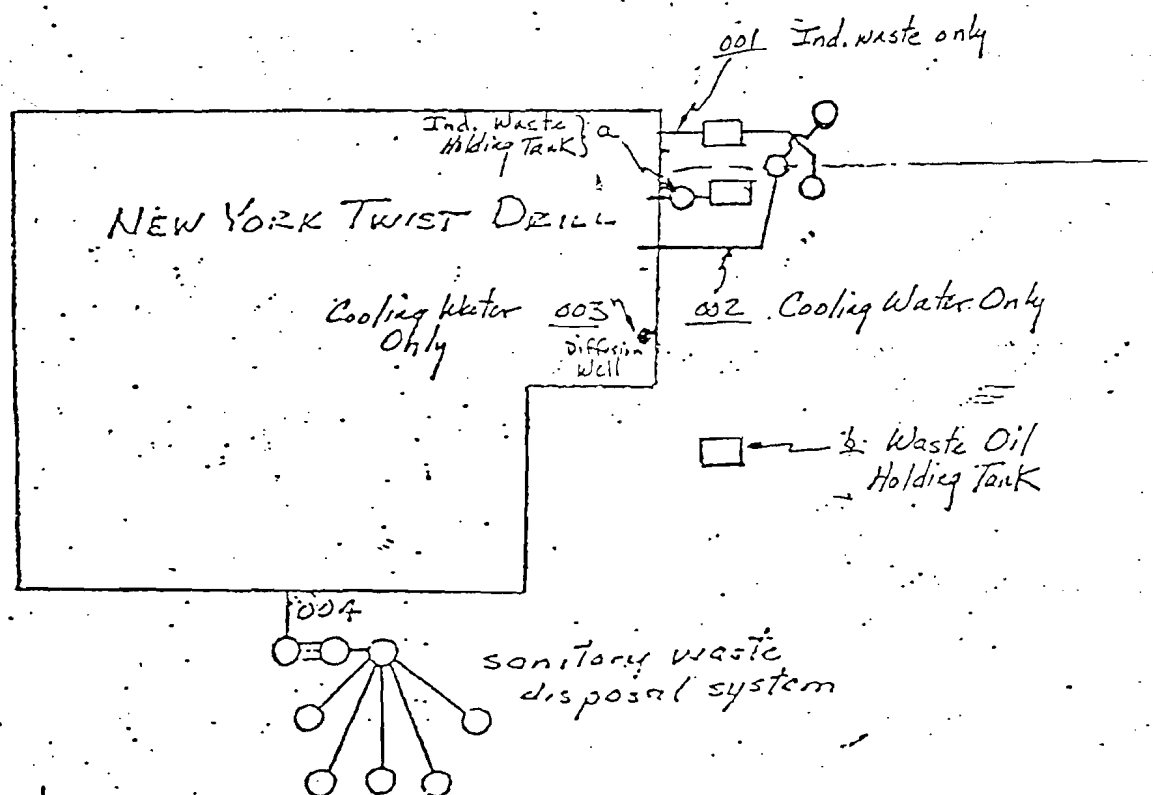 001 Ind. waste only
Ind. Waste
Holding Tank } a
NEW YORK TWIST DRILL
Cooling Water
Only
003
Diffusion
Well
002 Cooling Water Only
b. Waste Oil
Holding Tank
004
sanitary waste
disposal system